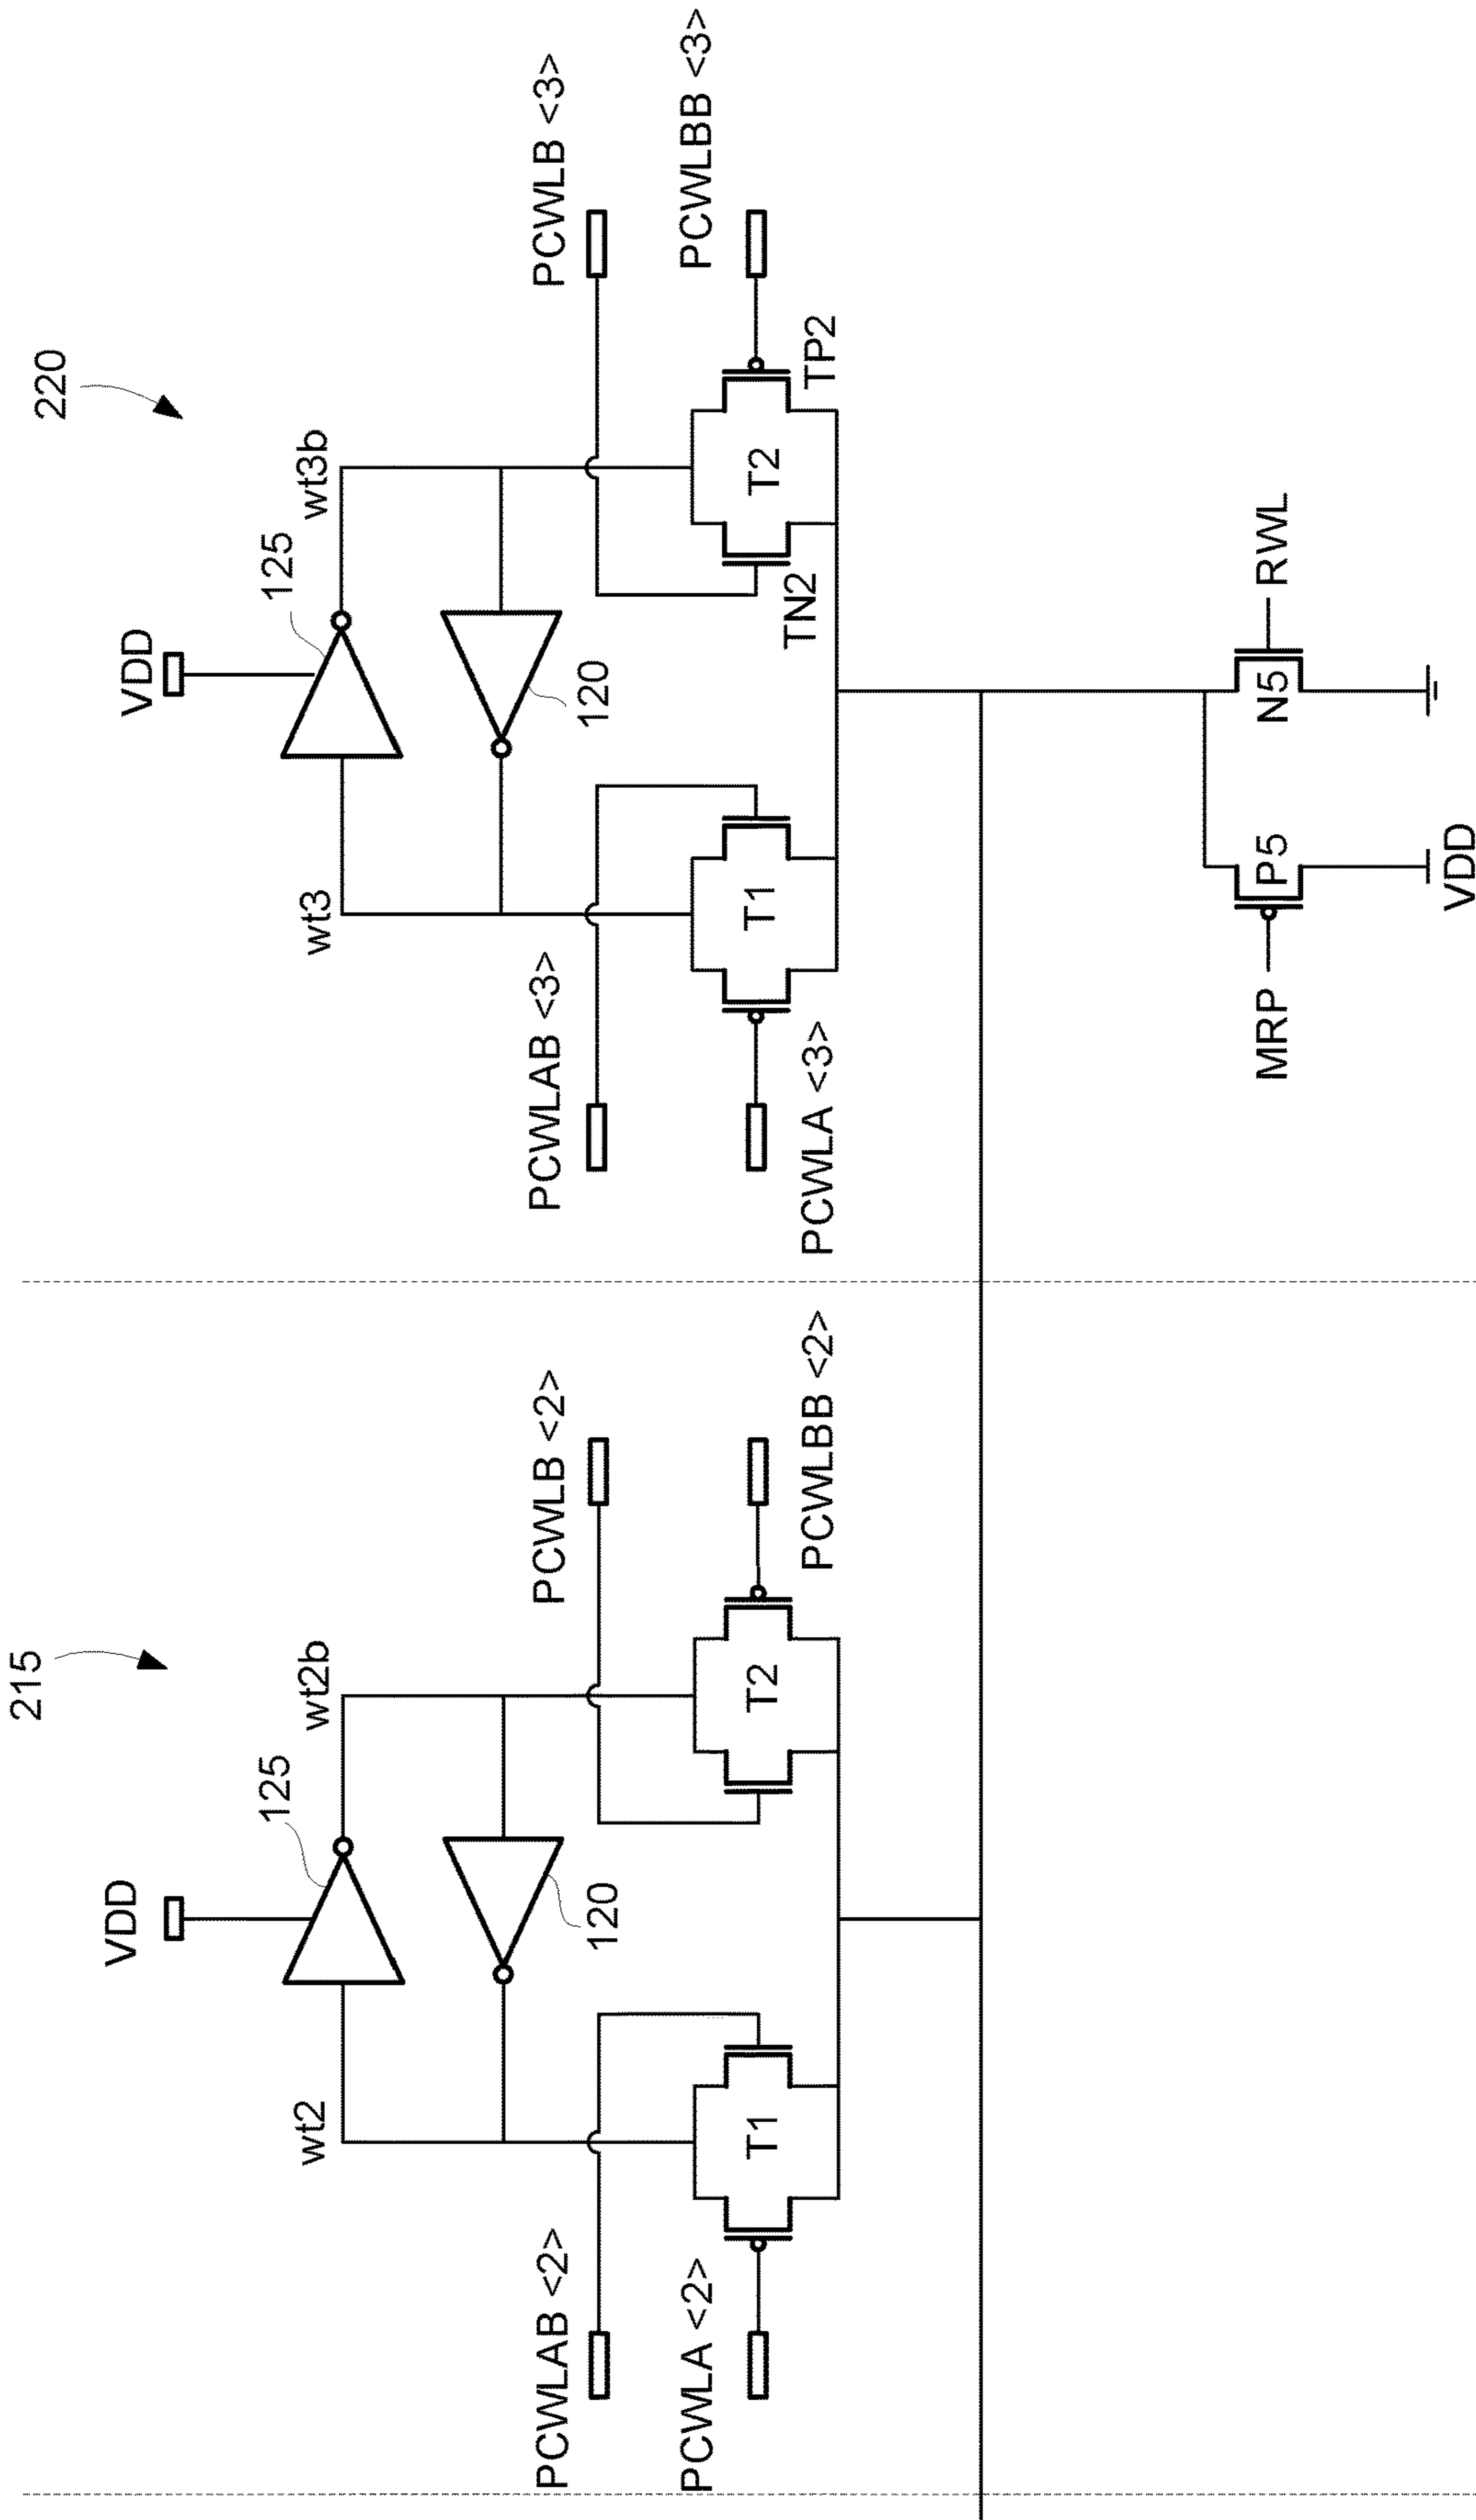 215
220
VDD
VDD
wt2
125
wt2b
wt3
125
wt3b
120
120
PCWLAB <2>
PCWLB <2>
PCWLAB <3>
PCWLB <3>
PCWLA <2>
T1
T2
PCWLBB <2>
PCWLA <3>
T1
T2
PCWLBB <3>
TN2
TP2
MRP
P5
N5
RWL
VDD